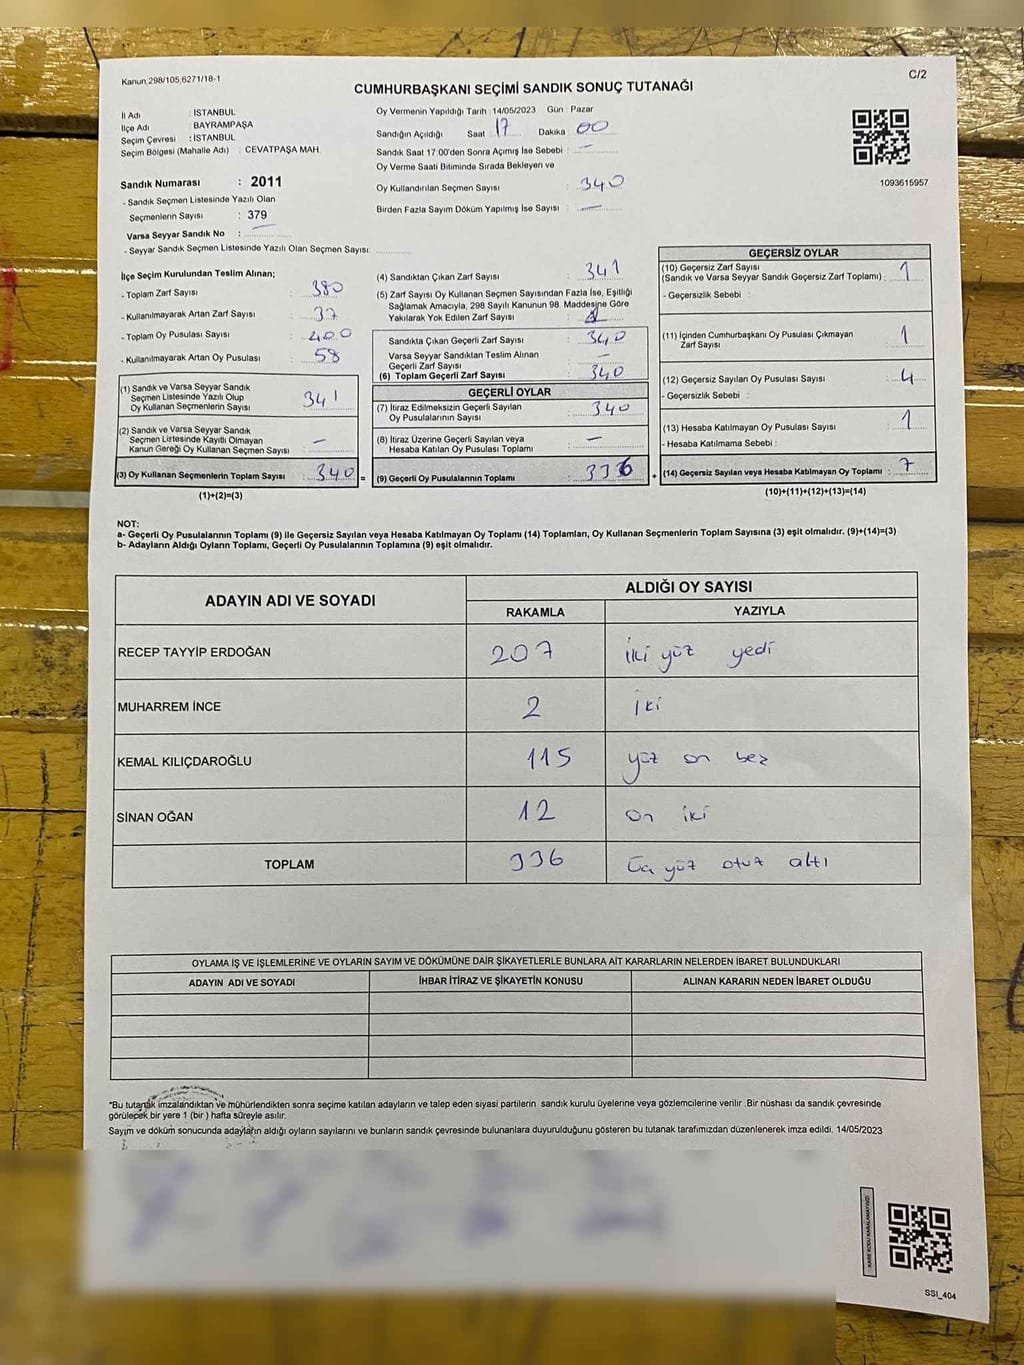 Kanun:298/105,6271/18-1
C/2
CUMHURBAŞKANI SEÇİMİ SANDIK SONUÇ TUTANAĞI
İl Adı : İSTANBUL
İlçe Adı : BAYRAMPAŞA
Seçim Çevresi : İSTANBUL
Seçim Bölgesi (Mahalle Adı) : CEVATPAŞA MAH.
Sandık Numarası : 2011
- Sandık Seçmen Listesinde Yazılı Olan
Seçmenlerin Sayısı : 379
Varsa Seyyar Sandık No : —
- Seyyar Sandık Seçmen Listesinde Yazılı Olan Seçmen Sayısı:
Oy Vermenin Yapıldığı Tarih : 14/05/2023 Gün : Pazar
Sandığın Açıldığı Saat 17 Dakika 00
Sandık Saat 17:00'den Sonra Açımış İse Sebebi : —
Oy Verme Saati Bitiminde Sırada Bekleyen ve
Oy Kullandırılan Seçmen Sayısı : 340
Birden Fazla Sayım Döküm Yapılmış İse Sayısı : —
1093615957
İlçe Seçim Kurulundan Teslim Alınan;
- Toplam Zarf Sayısı : 380
- Kullanılmayarak Artan Zarf Sayısı : 37
- Toplam Oy Pusulası Sayısı : 400
- Kullanılmayarak Artan Oy Pusulası : 58
(1) Sandık ve Varsa Seyyar Sandık
Seçmen Listesinde Yazılı Olup
Oy Kullanan Seçmenlerin Sayısı : 341
(2) Sandık ve Varsa Seyyar Sandık
Seçmen Listesinde Kayıtlı Olmayan
Kanun Gereği Oy Kullanan Seçmen Sayısı : —
(3) Oy Kullanan Seçmenlerin Toplam Sayısı : 340 =
(1)+(2)=(3)
(4) Sandıktan Çıkan Zarf Sayısı : 341
(5) Zarf Sayısı Oy Kullanan Seçmen Sayısından Fazla İse, Eşitliği
Sağlamak Amacıyla, 298 Sayılı Kanunun 98. Maddesine Göre
Yakılarak Yok Edilen Zarf Sayısı :
Sandıkta Çıkan Geçerli Zarf Sayısı : 340
Varsa Seyyar Sandıktan Teslim Alınan
Geçerli Zarf Sayısı : —
(6) Toplam Geçerli Zarf Sayısı : 340
GEÇERLİ OYLAR
(7) İtiraz Edilmeksizin Geçerli Sayılan
Oy Pusulalarının Sayısı : 340
(8) İtiraz Üzerine Geçerli Sayılan veya
Hesaba Katılan Oy Pusulaları Toplamı : —
(9) Geçerli Oy Pusulalarının Toplamı : 336 +
GEÇERSİZ OYLAR
(10) Geçersiz Zarf Sayısı
(Sandık ve Varsa Seyyar Sandık Geçersiz Zarf Toplamı) : 1
- Geçersizlik Sebebi :
(11) İçinden Cumhurbaşkanı Oy Pusulası Çıkmayan
Zarf Sayısı : 1
(12) Geçersiz Sayılan Oy Pusulası Sayısı : 4
- Geçersizlik Sebebi :
(13) Hesaba Katılmayan Oy Pusulası Sayısı : 1
- Hesaba Katılmama Sebebi :
(14) Geçersiz Sayılan veya Hesaba Katılmayan Oy Toplamı : 7
(10)+(11)+(12)+(13)=(14)
NOT:
a- Geçerli Oy Pusulalarının Toplamı (9) ile Geçersiz Sayılan veya Hesaba Katılmayan Oy Toplamı (14) Toplamları, Oy Kullanan Seçmenlerin Toplam Sayısına (3) eşit olmalıdır. (9)+(14)=(3)
b- Adayların Aldığı Oyların Toplamı, Geçerli Oy Pusulalarının Toplamına (9) eşit olmalıdır.
ADAYIN ADI VE SOYADI
ALDIĞI OY SAYISI
RAKAMLA YAZIYLA
RECEP TAYYİP ERDOĞAN 207 iki yüz yedi
MUHARREM İNCE 2 iki
KEMAL KILIÇDAROĞLU 115 yüz on beş
SİNAN OĞAN 12 on iki
TOPLAM 336 Üç yüz otuz altı
OYLAMA İŞ VE İŞLEMLERİNE VE OYLARIN SAYIM VE DÖKÜMÜNE DAİR ŞİKAYETLERLE BUNLARA AİT KARARLARIN NELERDEN İBARET BULUNDUKLARI
ADAYIN ADI VE SOYADI İHBAR İTİRAZ VE ŞİKAYETİN KONUSU ALINAN KARARIN NEDEN İBARET OLDUĞU
*Bu tutanak imzalandıktan ve mühürlendikten sonra seçime katılan adayların ve talep eden siyasi partilerin sandık kurulu üyelerine veya gözlemcilerine verilir. Bir nüshası da sandık çevresinde
görülepek bir yere 1 (bir) hafta süreyle asılır.
Sayım ve döküm sonucunda adayların aldığı oyların sayılarını ve bunların sandık çevresinde bulunanlara duyurulduğunu gösteren bu tutanak tarafımızdan düzenlenerek imza edildi. 14/05/2023
KARE KODU KARALAMAYINIZ!
SSI_404